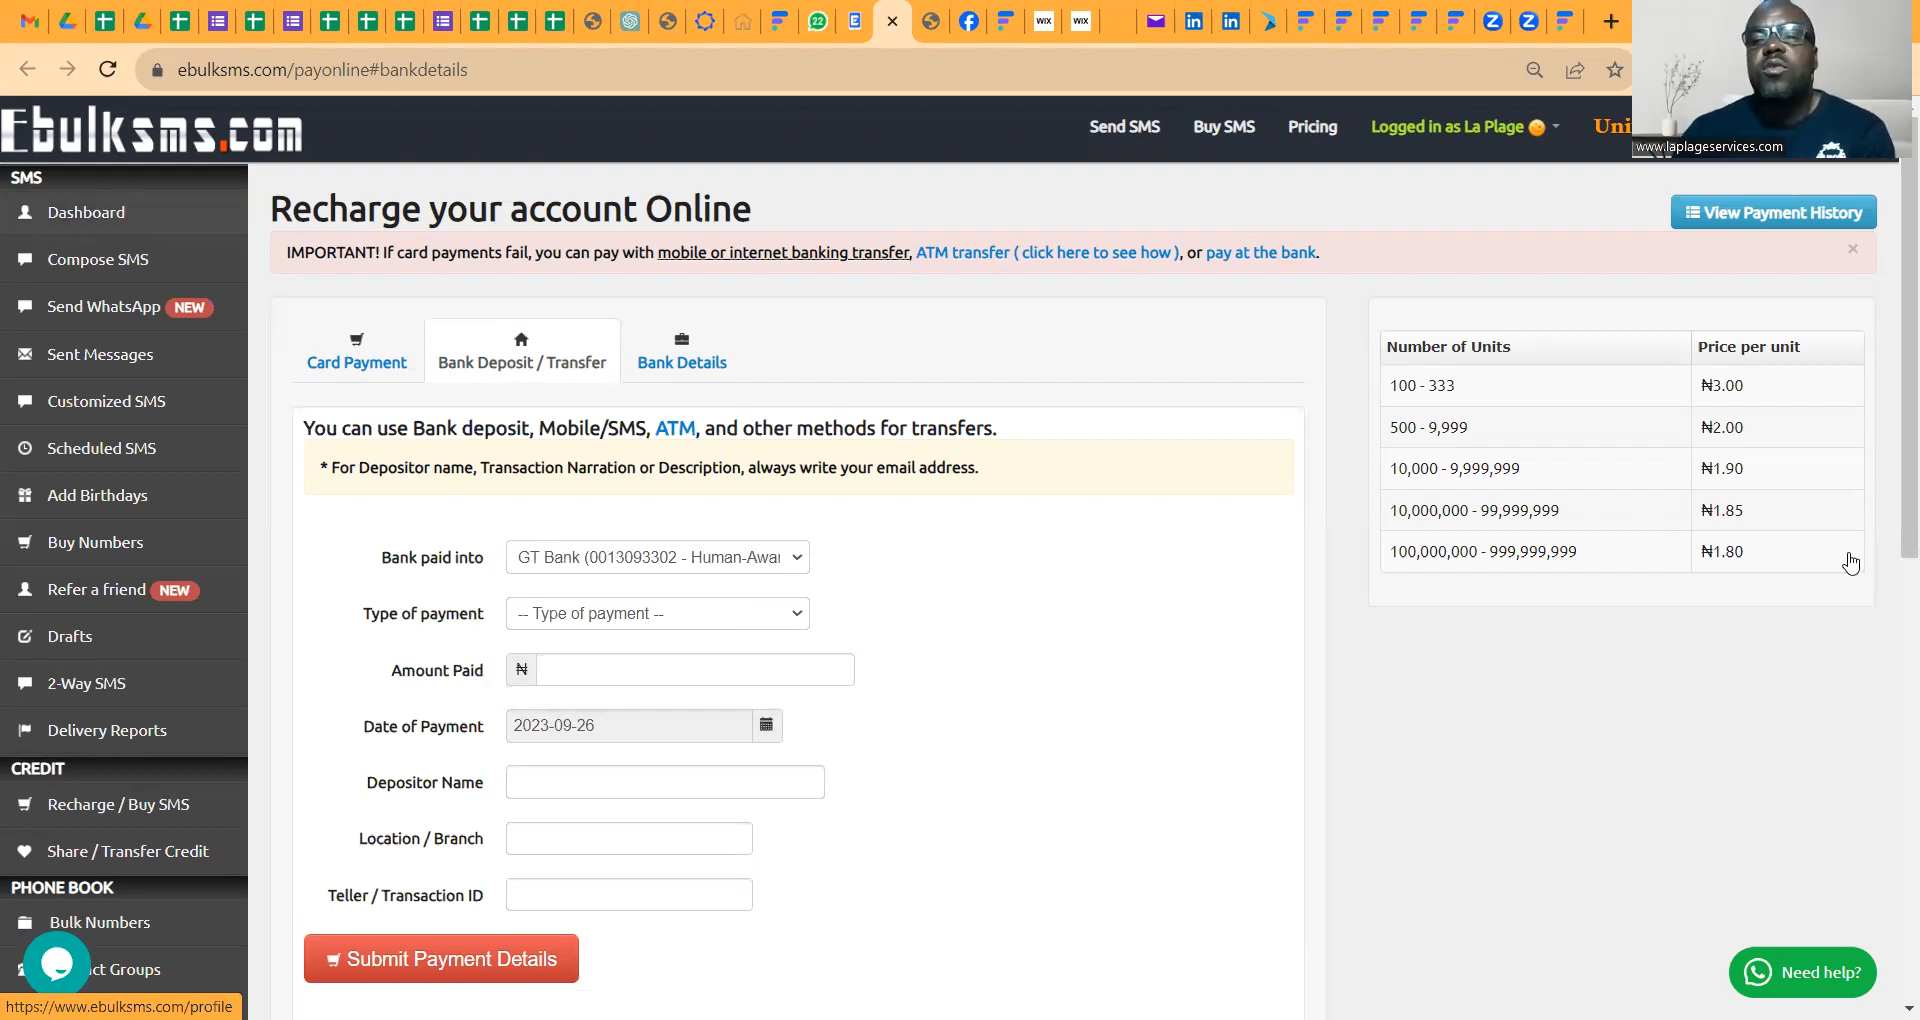 22
WIX
WIX
ebulksms.com/payonline#bankdetails
www.laplageservices.com
Ebulksms.com
Send SMS
Buy SMS
Pricing
Logged in as La Plage
Uni
SMS
Dashboard
Compose SMS
Send WhatsApp NEW
Sent Messages
Customized SMS
Scheduled SMS
Add Birthdays
Buy Numbers
Refer a friend NEW
Drafts
2-Way SMS
Delivery Reports
CREDIT
Recharge / Buy SMS
Share / Transfer Credit
PHONE BOOK
Bulk Numbers
ct Groups
https://www.ebulksms.com/profile
Recharge your account Online
View Payment History
IMPORTANT! If card payments fail, you can pay with mobile or internet banking transfer, ATM transfer ( click here to see how ), or pay at the bank.
×
Card Payment
Bank Deposit / Transfer
Bank Details
You can use Bank deposit, Mobile/SMS, ATM, and other methods for transfers.
* For Depositor name, Transaction Narration or Description, always write your email address.
Bank paid into
GT Bank (0013093302 - Human-Awar
Type of payment
-- Type of payment --
Amount Paid
₦
Date of Payment
2023-09-26
Depositor Name
Location / Branch
Teller / Transaction ID
Submit Payment Details
Number of Units Price per unit
100 - 333 ₦3.00
500 - 9,999 ₦2.00
10,000 - 9,999,999 ₦1.90
10,000,000 - 99,999,999 ₦1.85
100,000,000 - 999,999,999 ₦1.80
Need help?